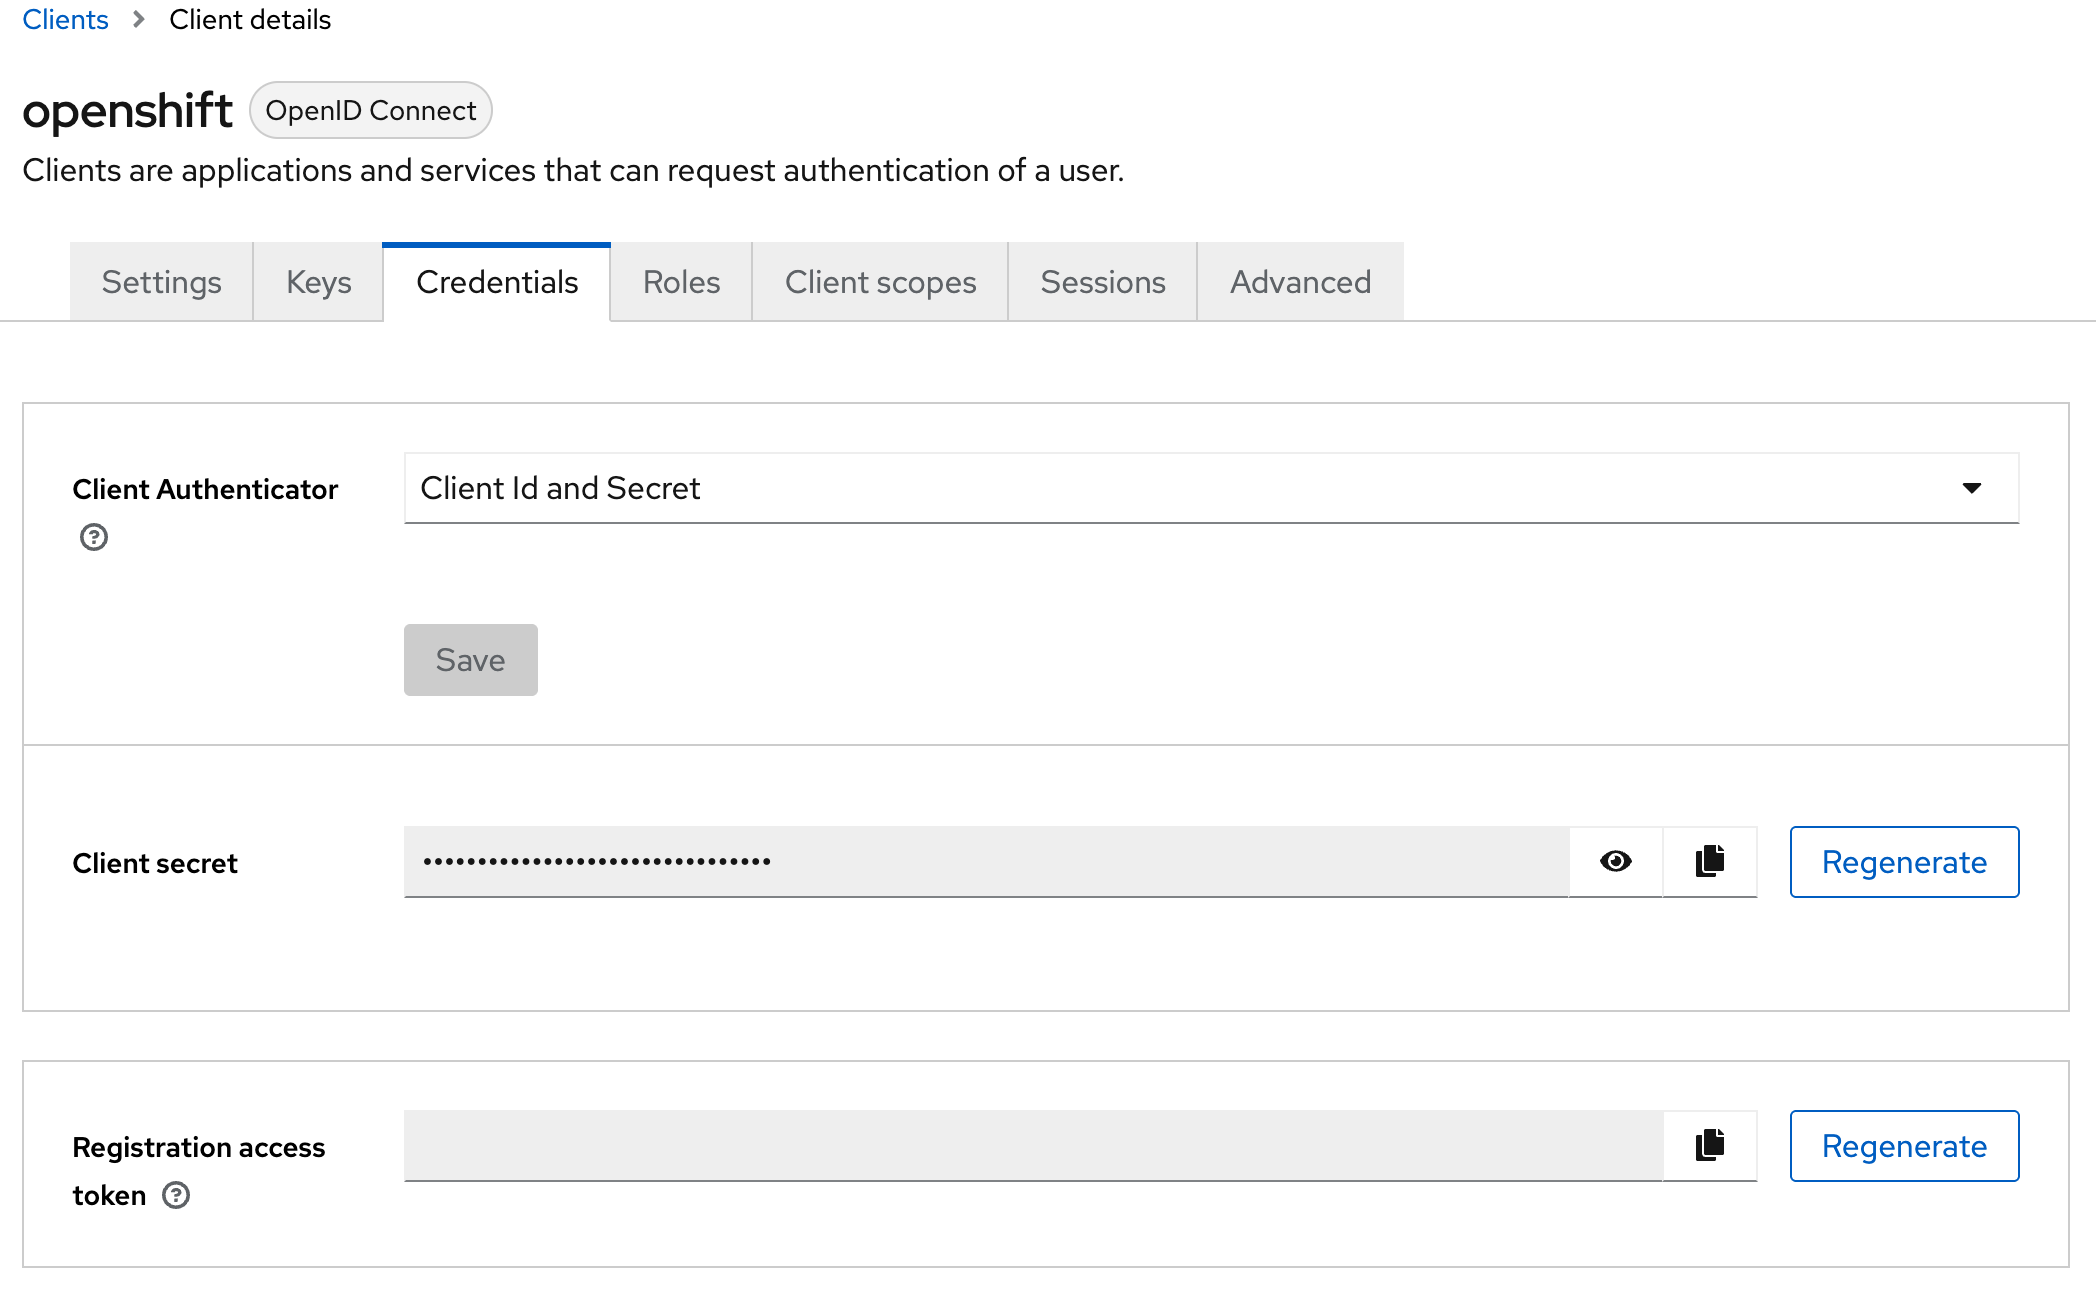 Clients > Client details
openshift OpenID Connect
Clients are applications and services that can request authentication of a user.
Settings Keys Credentials Roles Client scopes Sessions Advanced
Client Authenticator Client Id and Secret
Save
Client secret •••••••••••••••••••••••••••••••• Regenerate
Registration access Regenerate
token